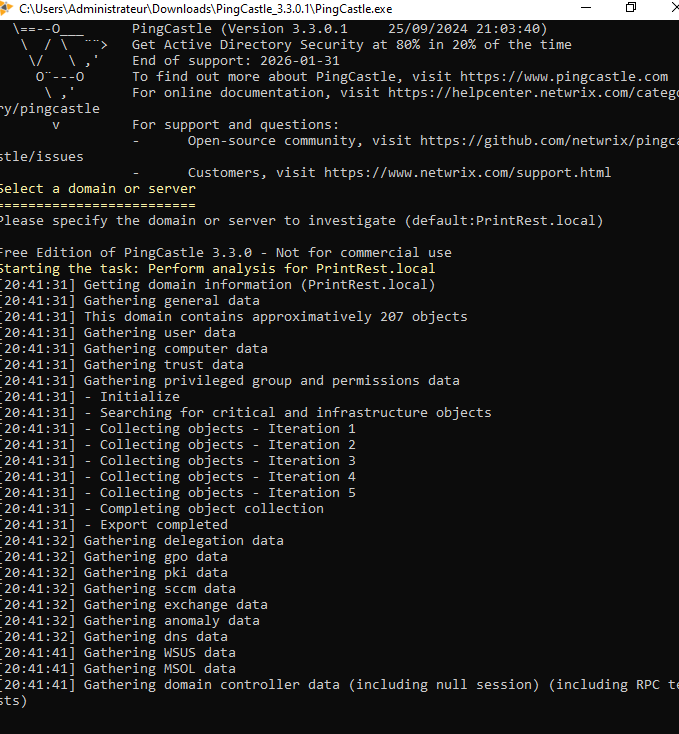 C:\Users\Administrateur\Downloads\PingCastle_3.3.0.1\PingCastle.exe
\==--O___      PingCastle (Version 3.3.0.1     25/09/2024 21:03:40)
\  / \  ¨¨>   Get Active Directory Security at 80% in 20% of the time
\/   \ ,'     End of support: 2026-01-31
O¨---O      To find out more about PingCastle, visit https://www.pingcastle.com
\ ,'       For online documentation, visit https://helpcenter.netwrix.com/catego
ry/pingcastle
v         For support and questions:
-      Open-source community, visit https://github.com/netwrix/pingca
stle/issues
-      Customers, visit https://www.netwrix.com/support.html
Select a domain or server
=========================
Please specify the domain or server to investigate (default:PrintRest.local)
Free Edition of PingCastle 3.3.0 - Not for commercial use
Starting the task: Perform analysis for PrintRest.local
[20:41:31] Getting domain information (PrintRest.local)
[20:41:31] Gathering general data
[20:41:31] This domain contains approximatively 207 objects
[20:41:31] Gathering user data
[20:41:31] Gathering computer data
[20:41:31] Gathering trust data
[20:41:31] Gathering privileged group and permissions data
[20:41:31] - Initialize
[20:41:31] - Searching for critical and infrastructure objects
[20:41:31] - Collecting objects - Iteration 1
[20:41:31] - Collecting objects - Iteration 2
[20:41:31] - Collecting objects - Iteration 3
[20:41:31] - Collecting objects - Iteration 4
[20:41:31] - Collecting objects - Iteration 5
[20:41:31] - Completing object collection
[20:41:31] - Export completed
[20:41:32] Gathering delegation data
[20:41:32] Gathering gpo data
[20:41:32] Gathering pki data
[20:41:32] Gathering sccm data
[20:41:32] Gathering exchange data
[20:41:32] Gathering anomaly data
[20:41:32] Gathering dns data
[20:41:41] Gathering WSUS data
[20:41:41] Gathering MSOL data
[20:41:41] Gathering domain controller data (including null session) (including RPC te
sts)